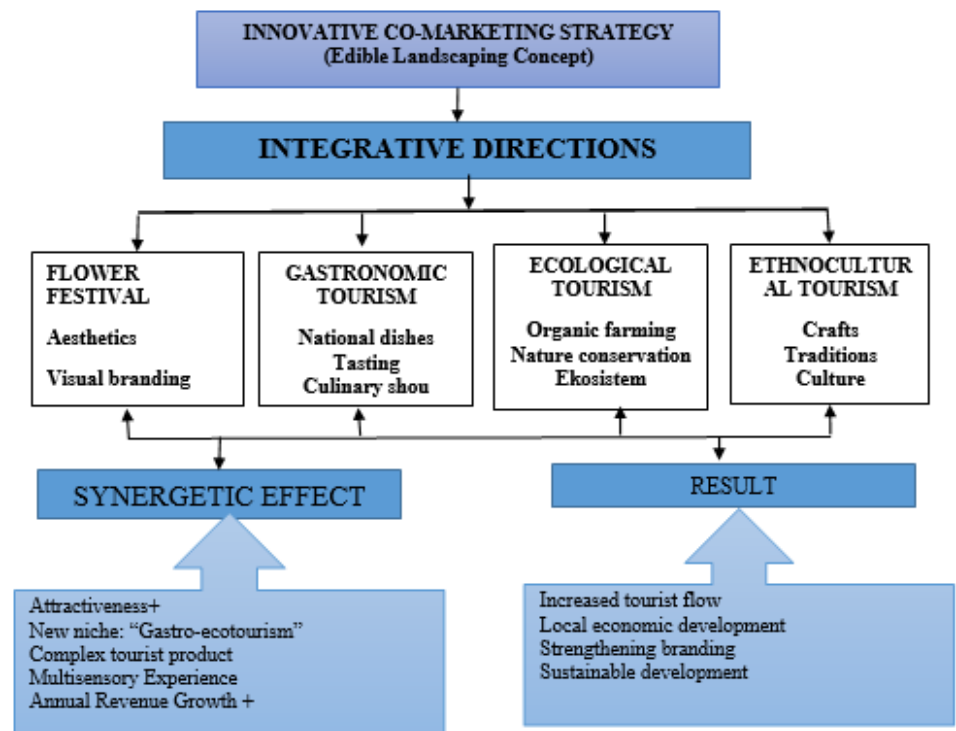 INNOVATIVE CO-MARKETING STRATEGY
(Edible Landscaping Concept)
INTEGRATIVE DIRECTIONS
FLOWER
FESTIVAL
Aesthetics
Visual branding
GASTRONOMIC
TOURISM
National dishes
Tasting
Culinary shou
ECOLOGICAL
TOURISM
Organic farming
Nature conservation
Ekosistem
ETHNOCULTUR
AL TOURISM
Crafts
Traditions
Culture
SYNERGETIC EFFECT
RESULT
Attractiveness+
New niche: “Gastro-ecotourism”
Complex tourist product
Multisensory Experience
Annual Revenue Growth +
Increased tourist flow
Local economic development
Strengthening branding
Sustainable development